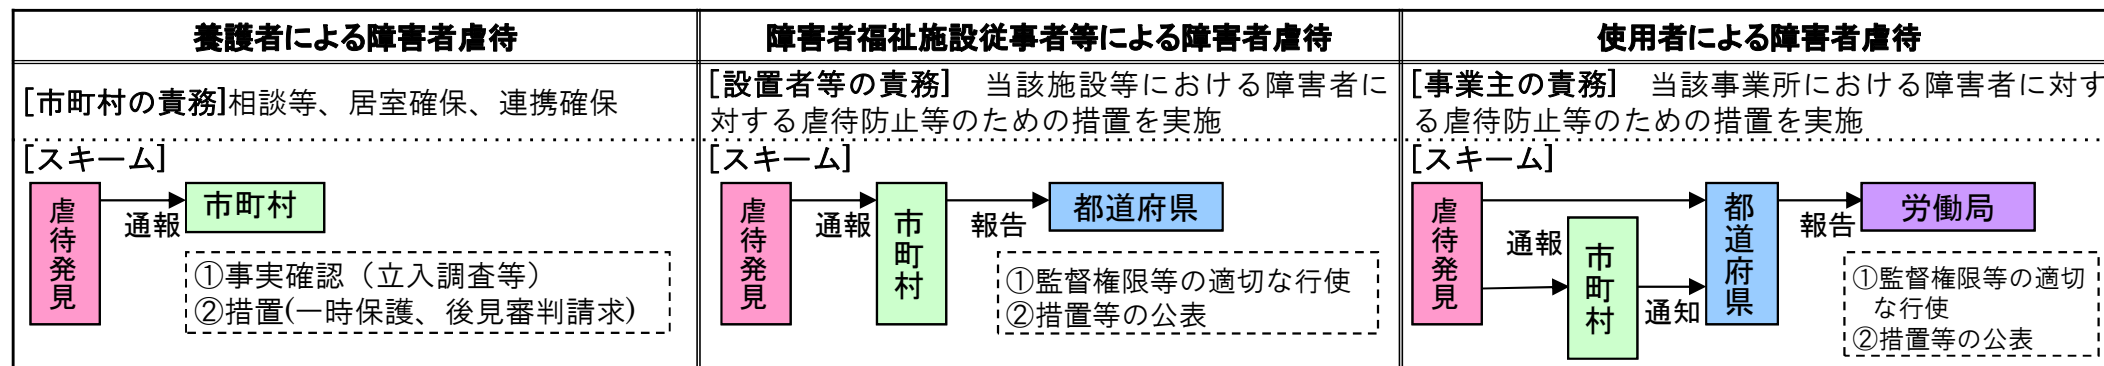 養護者による障害者虐待
[市町村の責務]相談等、居室確保、連携確保
[スキーム]
虐待発見
通報
市町村
①事実確認（立入調査等）
②措置(一時保護、後見審判請求)
障害者福祉施設従事者等による障害者虐待
[設置者等の責務]　当該施設等における障害者に
対する虐待防止等のための措置を実施
[スキーム]
虐待発見
通報
市町村
報告
都道府県
①監督権限等の適切な行使
②措置等の公表
使用者による障害者虐待
[事業主の責務]　当該事業所における障害者に対す
る虐待防止等のための措置を実施
[スキーム]
虐待発見
通報
市町村
通知
都道府県
報告
労働局
①監督権限等の適切
な行使
②措置等の公表